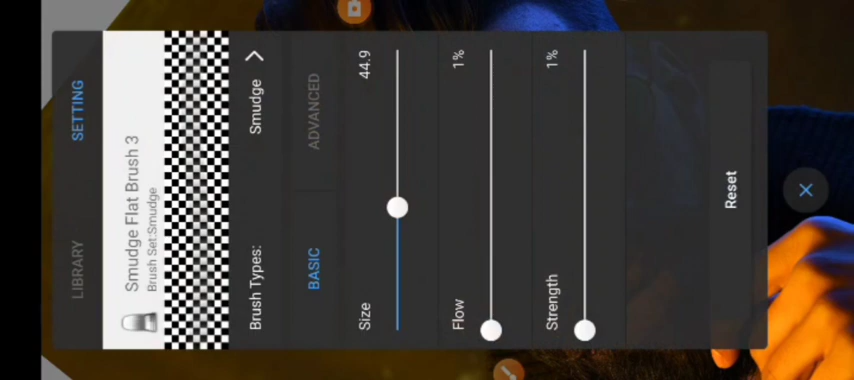 LIBRARY SETTING
Smudge Flat Brush 3
Brush Set:Smudge
Brush Types: Smudge
BASIC ADVANCED
Size 44.9
Flow 1%
Strength 1%
Reset